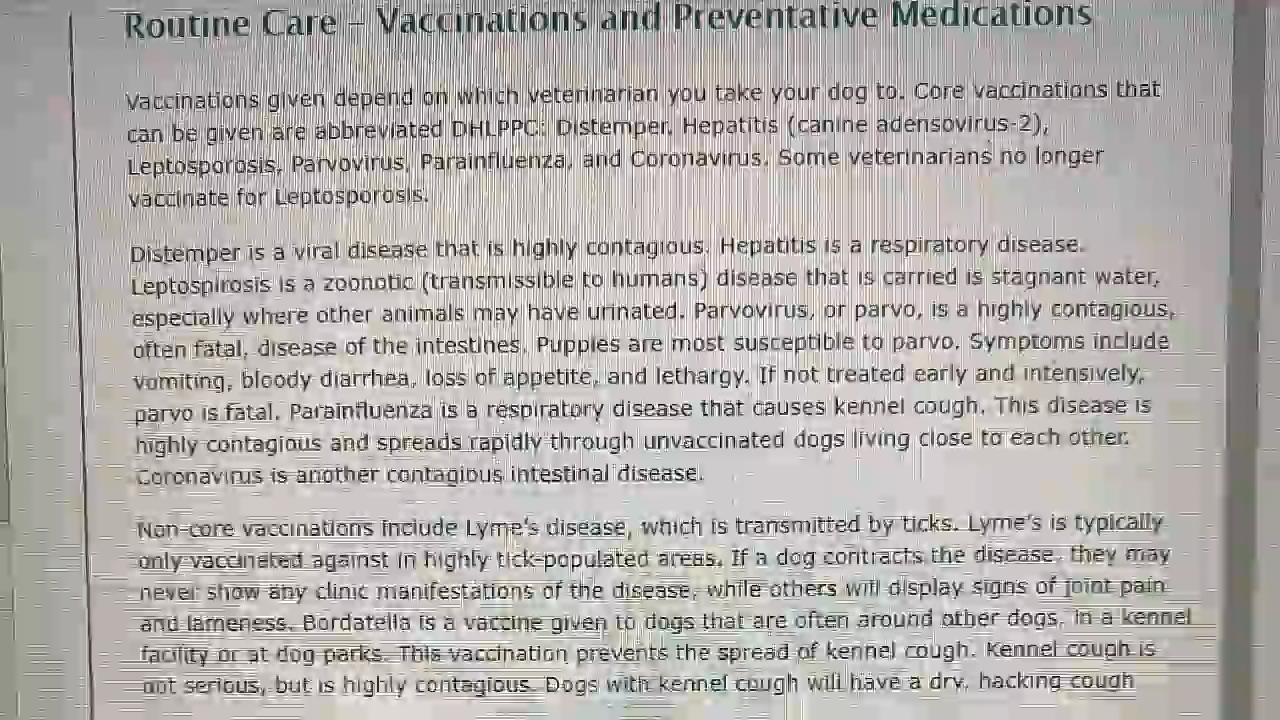 Routine Care – Vaccinations and Preventative Medications
Vaccinations given depend on which veterinarian you take your dog to. Core vaccinations that
can be given are abbreviated DHLPPC: Distemper, Hepatitis (canine adensovirus-2),
Leptosporosis, Parvovirus, Parainfluenza, and Coronavirus. Some veterinarians no longer
vaccinate for Leptosporosis.
Distemper is a viral disease that is highly contagious. Hepatitis is a respiratory disease.
Leptospirosis is a zoonotic (transmissible to humans) disease that is carried is stagnant water,
especially where other animals may have urinated. Parvovirus, or parvo, is a highly contagious,
often fatal, disease of the intestines. Puppies are most susceptible to parvo. Symptoms include
vomiting, bloody diarrhea, loss of appetite, and lethargy. If not treated early and intensively,
parvo is fatal. Parainfluenza is a respiratory disease that causes kennel cough. This disease is
highly contagious and spreads rapidly through unvaccinated dogs living close to each other.
Coronavirus is another contagious intestinal disease.
Non-core vaccinations include Lyme's disease, which is transmitted by ticks. Lyme's is typically
only vaccinated against in highly tick-populated areas. If a dog contracts the disease, they may
never show any clinic manifestations of the disease, while others will display signs of joint pain
and lameness. Bordatella is a vaccine given to dogs that are often around other dogs, in a kennel
facility or at dog parks. This vaccination prevents the spread of kennel cough. Kennel cough is
not serious, but is highly contagious. Dogs with kennel cough will have a dry, hacking cough